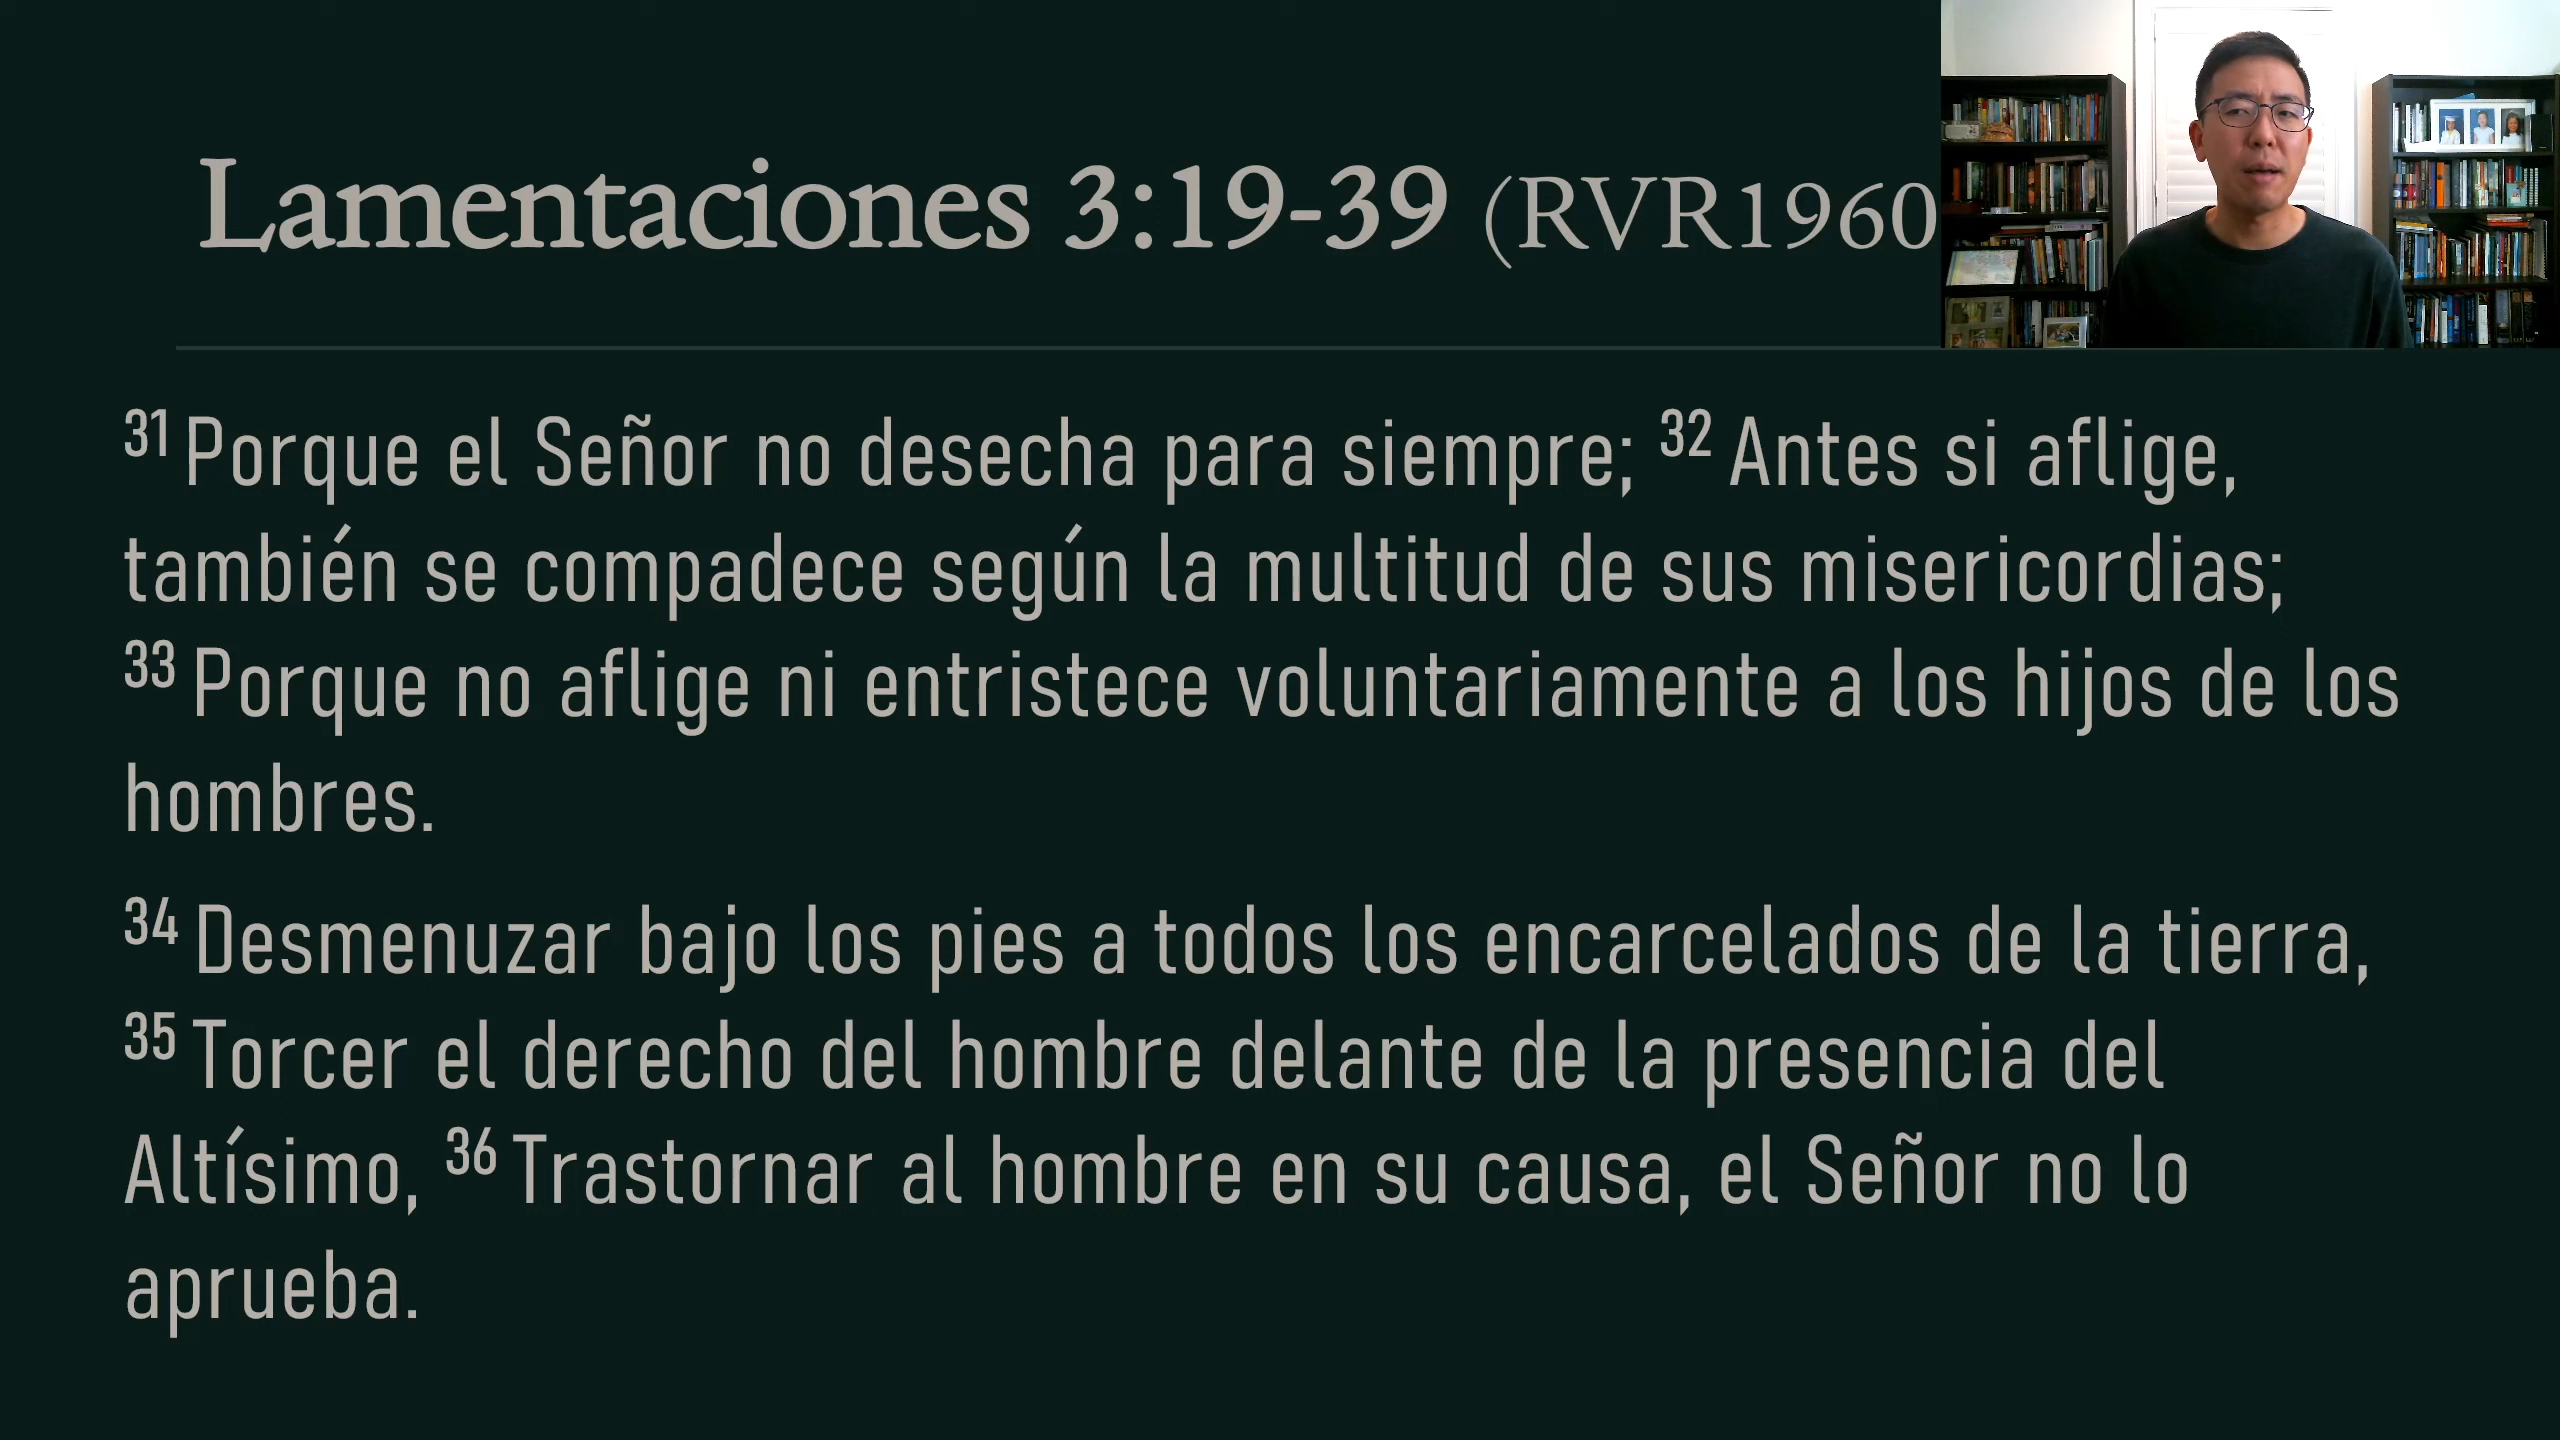 Lamentaciones 3:19-39 (RVR1960
31 Porque el Señor no desecha para siempre; 32 Antes si aflige,
también se compadece según la multitud de sus misericordias;
33 Porque no aflige ni entristece voluntariamente a los hijos de los
hombres.
34 Desmenuzar bajo los pies a todos los encarcelados de la tierra,
35 Torcer el derecho del hombre delante de la presencia del
Altísimo, 36 Trastornar al hombre en su causa, el Señor no lo
aprueba.